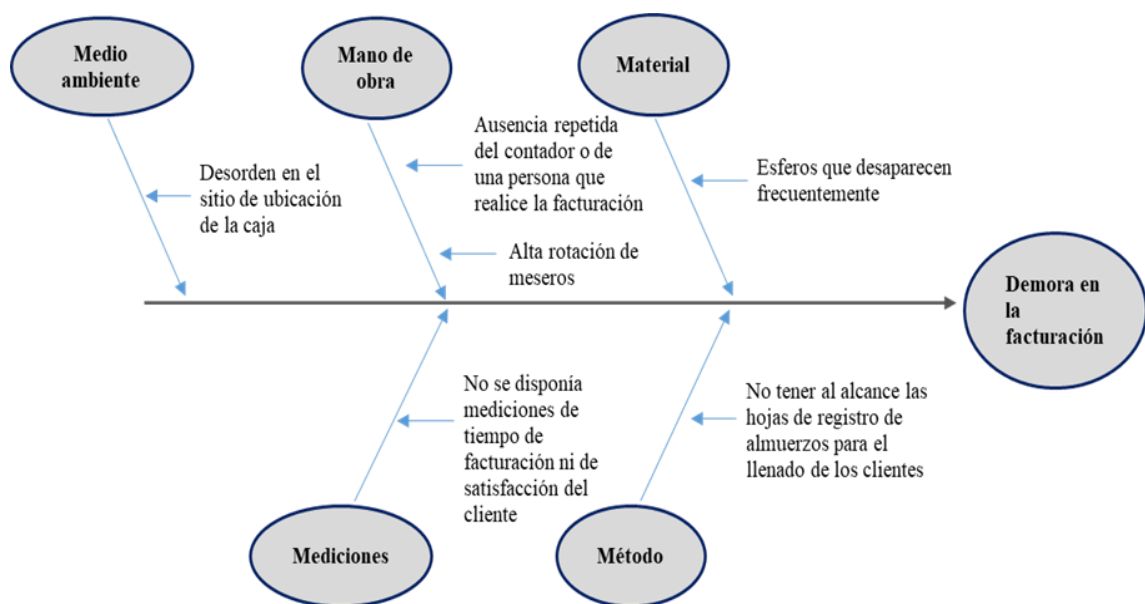 Medio
ambiente
Mano de
obra
Material
Desorden en el
sitio de ubicación
de la caja
Ausencia repetida
del contador o de
una persona que
realice la facturación
Alta rotación de
meseros
Esferos que desaparecen
frecuentemente
Demora en
la
facturación
No se disponía
mediciones de
tiempo de
facturación ni de
satisfacción del
cliente
No tener al alcance las
hojas de registro de
almuerzos para el
llenado de los clientes
Mediciones
Método